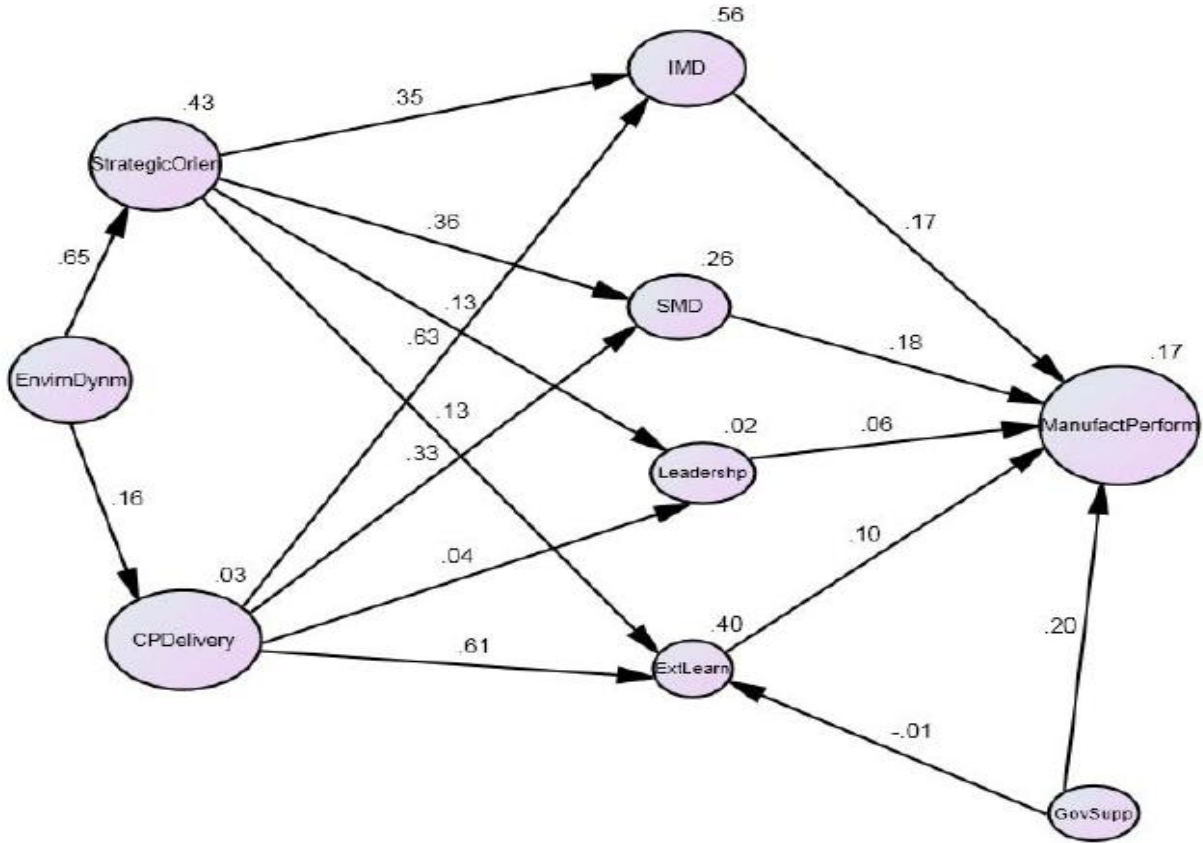 .56
IMD
.43
.35
StrategicOrien
.17
.36
.26
.65
SMD
.13
.63
.18
.17
EnvirnDynm
.13
.02
.06
ManufactPerform
.33
Leadershp
.16
.10
.04
.03
.40
.20
CPDelivery
.61
ExtLearn
-.01
GovSupp